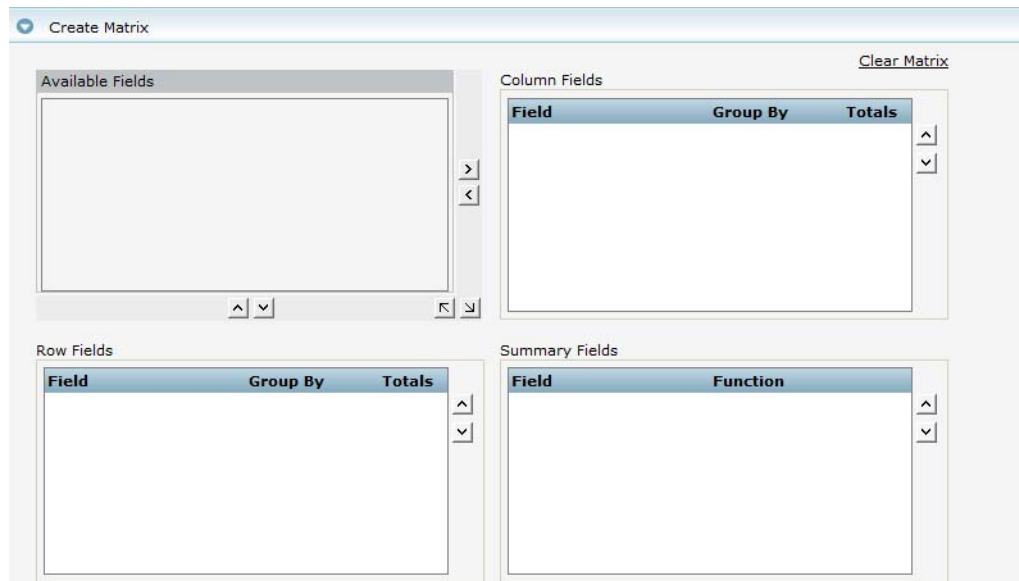 Create Matrix
Clear Matrix
Available Fields
Column Fields
Field Group By Totals
Row Fields
Field Group By Totals
Summary Fields
Field Function